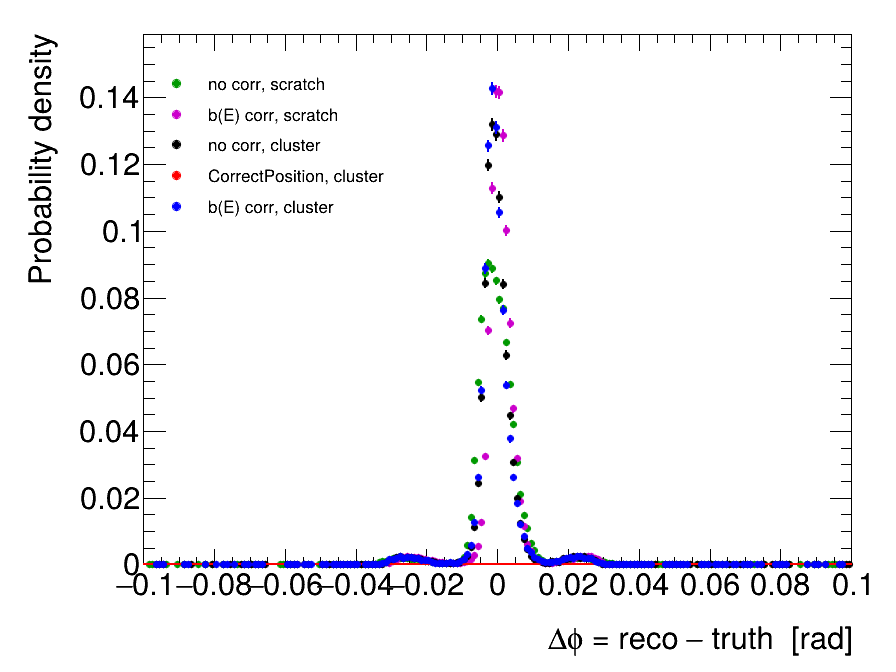 Probability density
no corr, scratch
b(E) corr, scratch
no corr, cluster
CorrectPosition, cluster
b(E) corr, cluster
0.14
0.12
0.1
0.08
0.06
0.04
0.02
0
−0.1 −0.08 −0.06 −0.04 −0.02 0 0.02 0.04 0.06 0.08 0.1
Δϕ = reco − truth [rad]